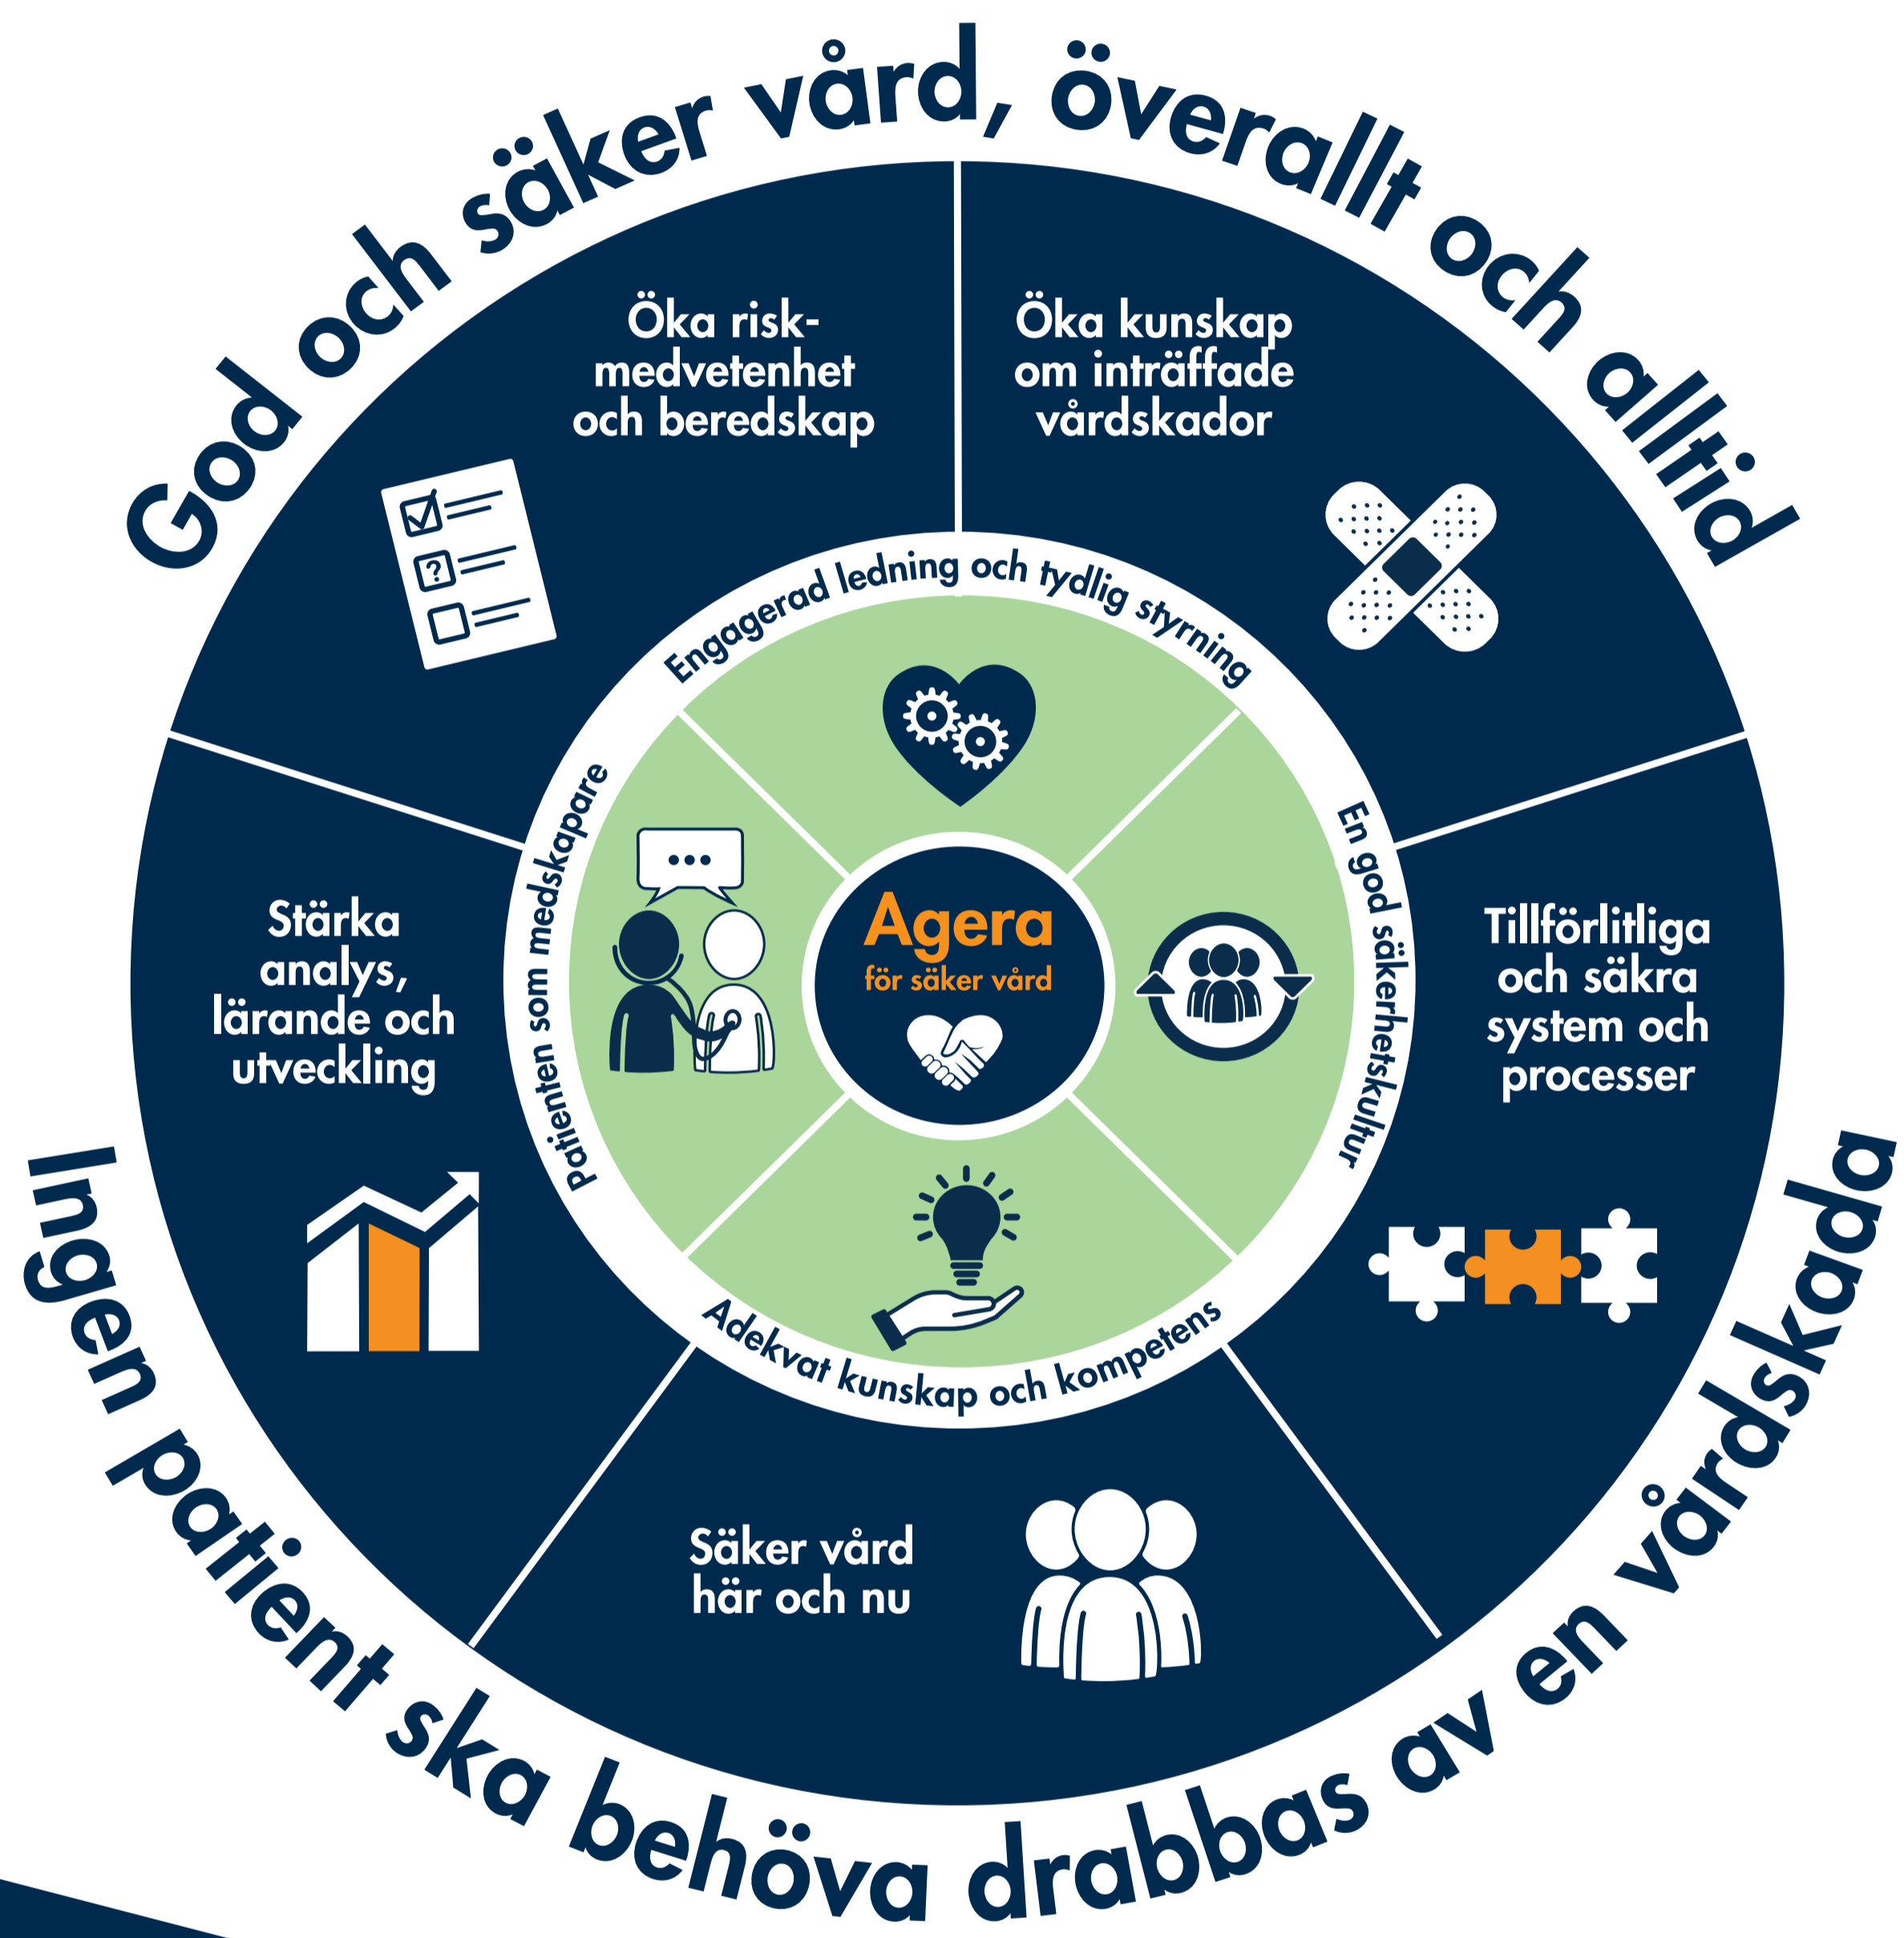 God och säker vård, överallt och alltid
Öka risk-
medvetenhet
och beredskap
Öka kunskap
om inträffade
vårdskador
?
Engagerad ledning och tydlig styrning
Patienten som medskapare
En god säkerhetskultur
Agera
för säker vård
Stärka
analys,
lärande och
utveckling
Tillförlitliga
och säkra
system och
processer
Adekvat kunskap och kompetens
Säker vård
här och nu
Ingen patient ska behöva drabbas av en vårdskada